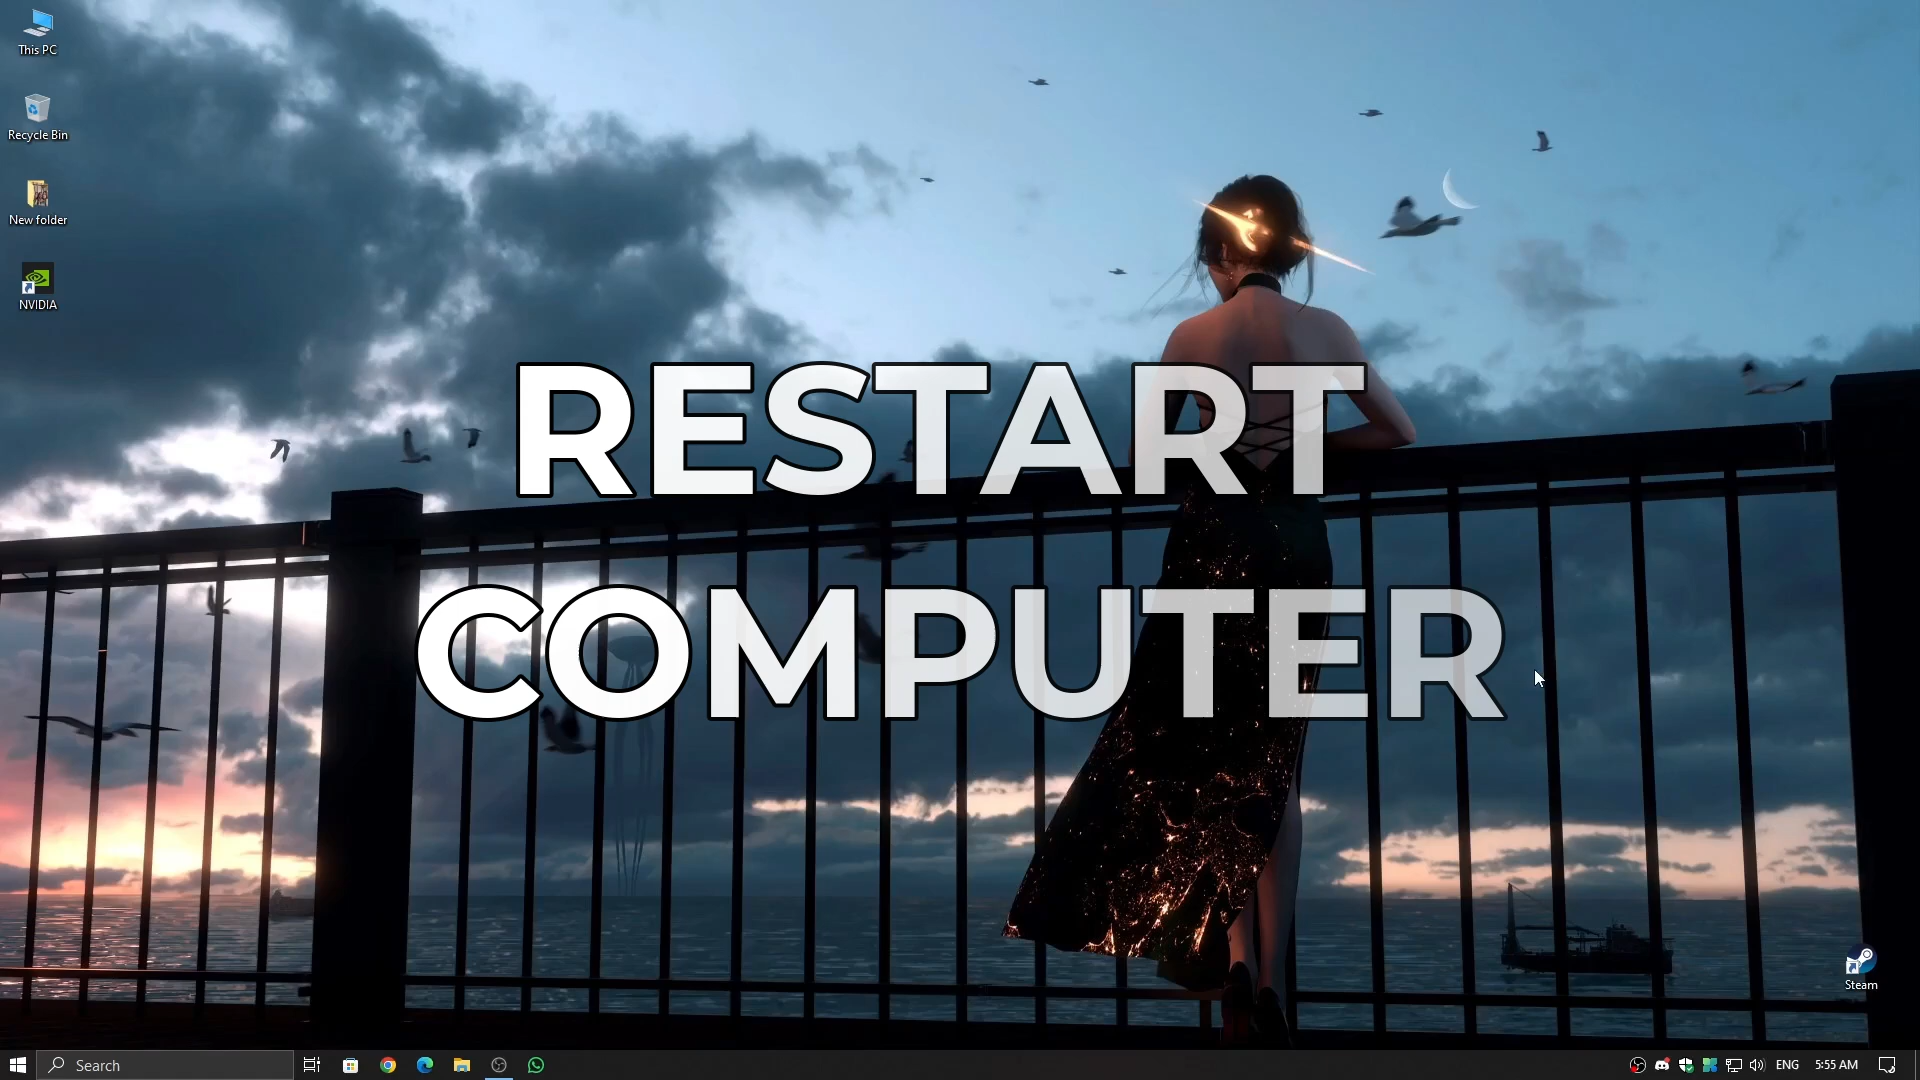 This PC
Recycle Bin
New folder
NVIDIA
RESTART
COMPUTER
Steam
Search
ENG
5:55 AM